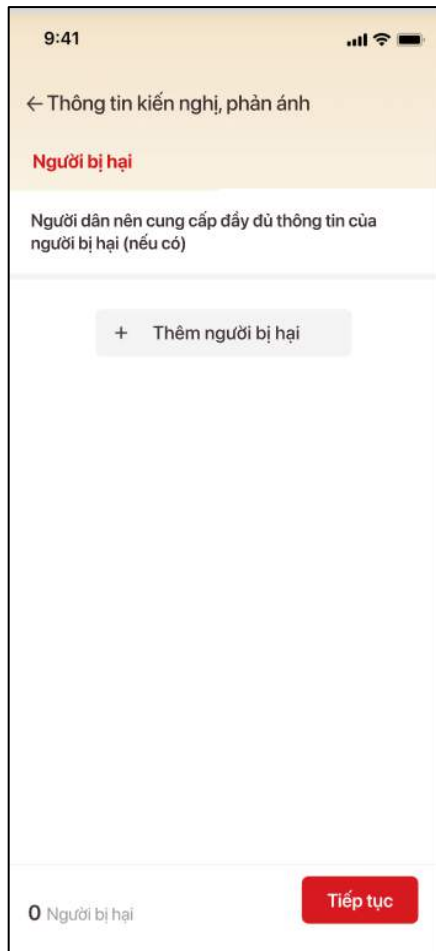 9:41
← Thông tin kiến nghị, phản ánh
Người bị hại
Người dân nên cung cấp đầy đủ thông tin của
người bị hại (nếu có)
+ Thêm người bị hại
0 Người bị hại
Tiếp tục